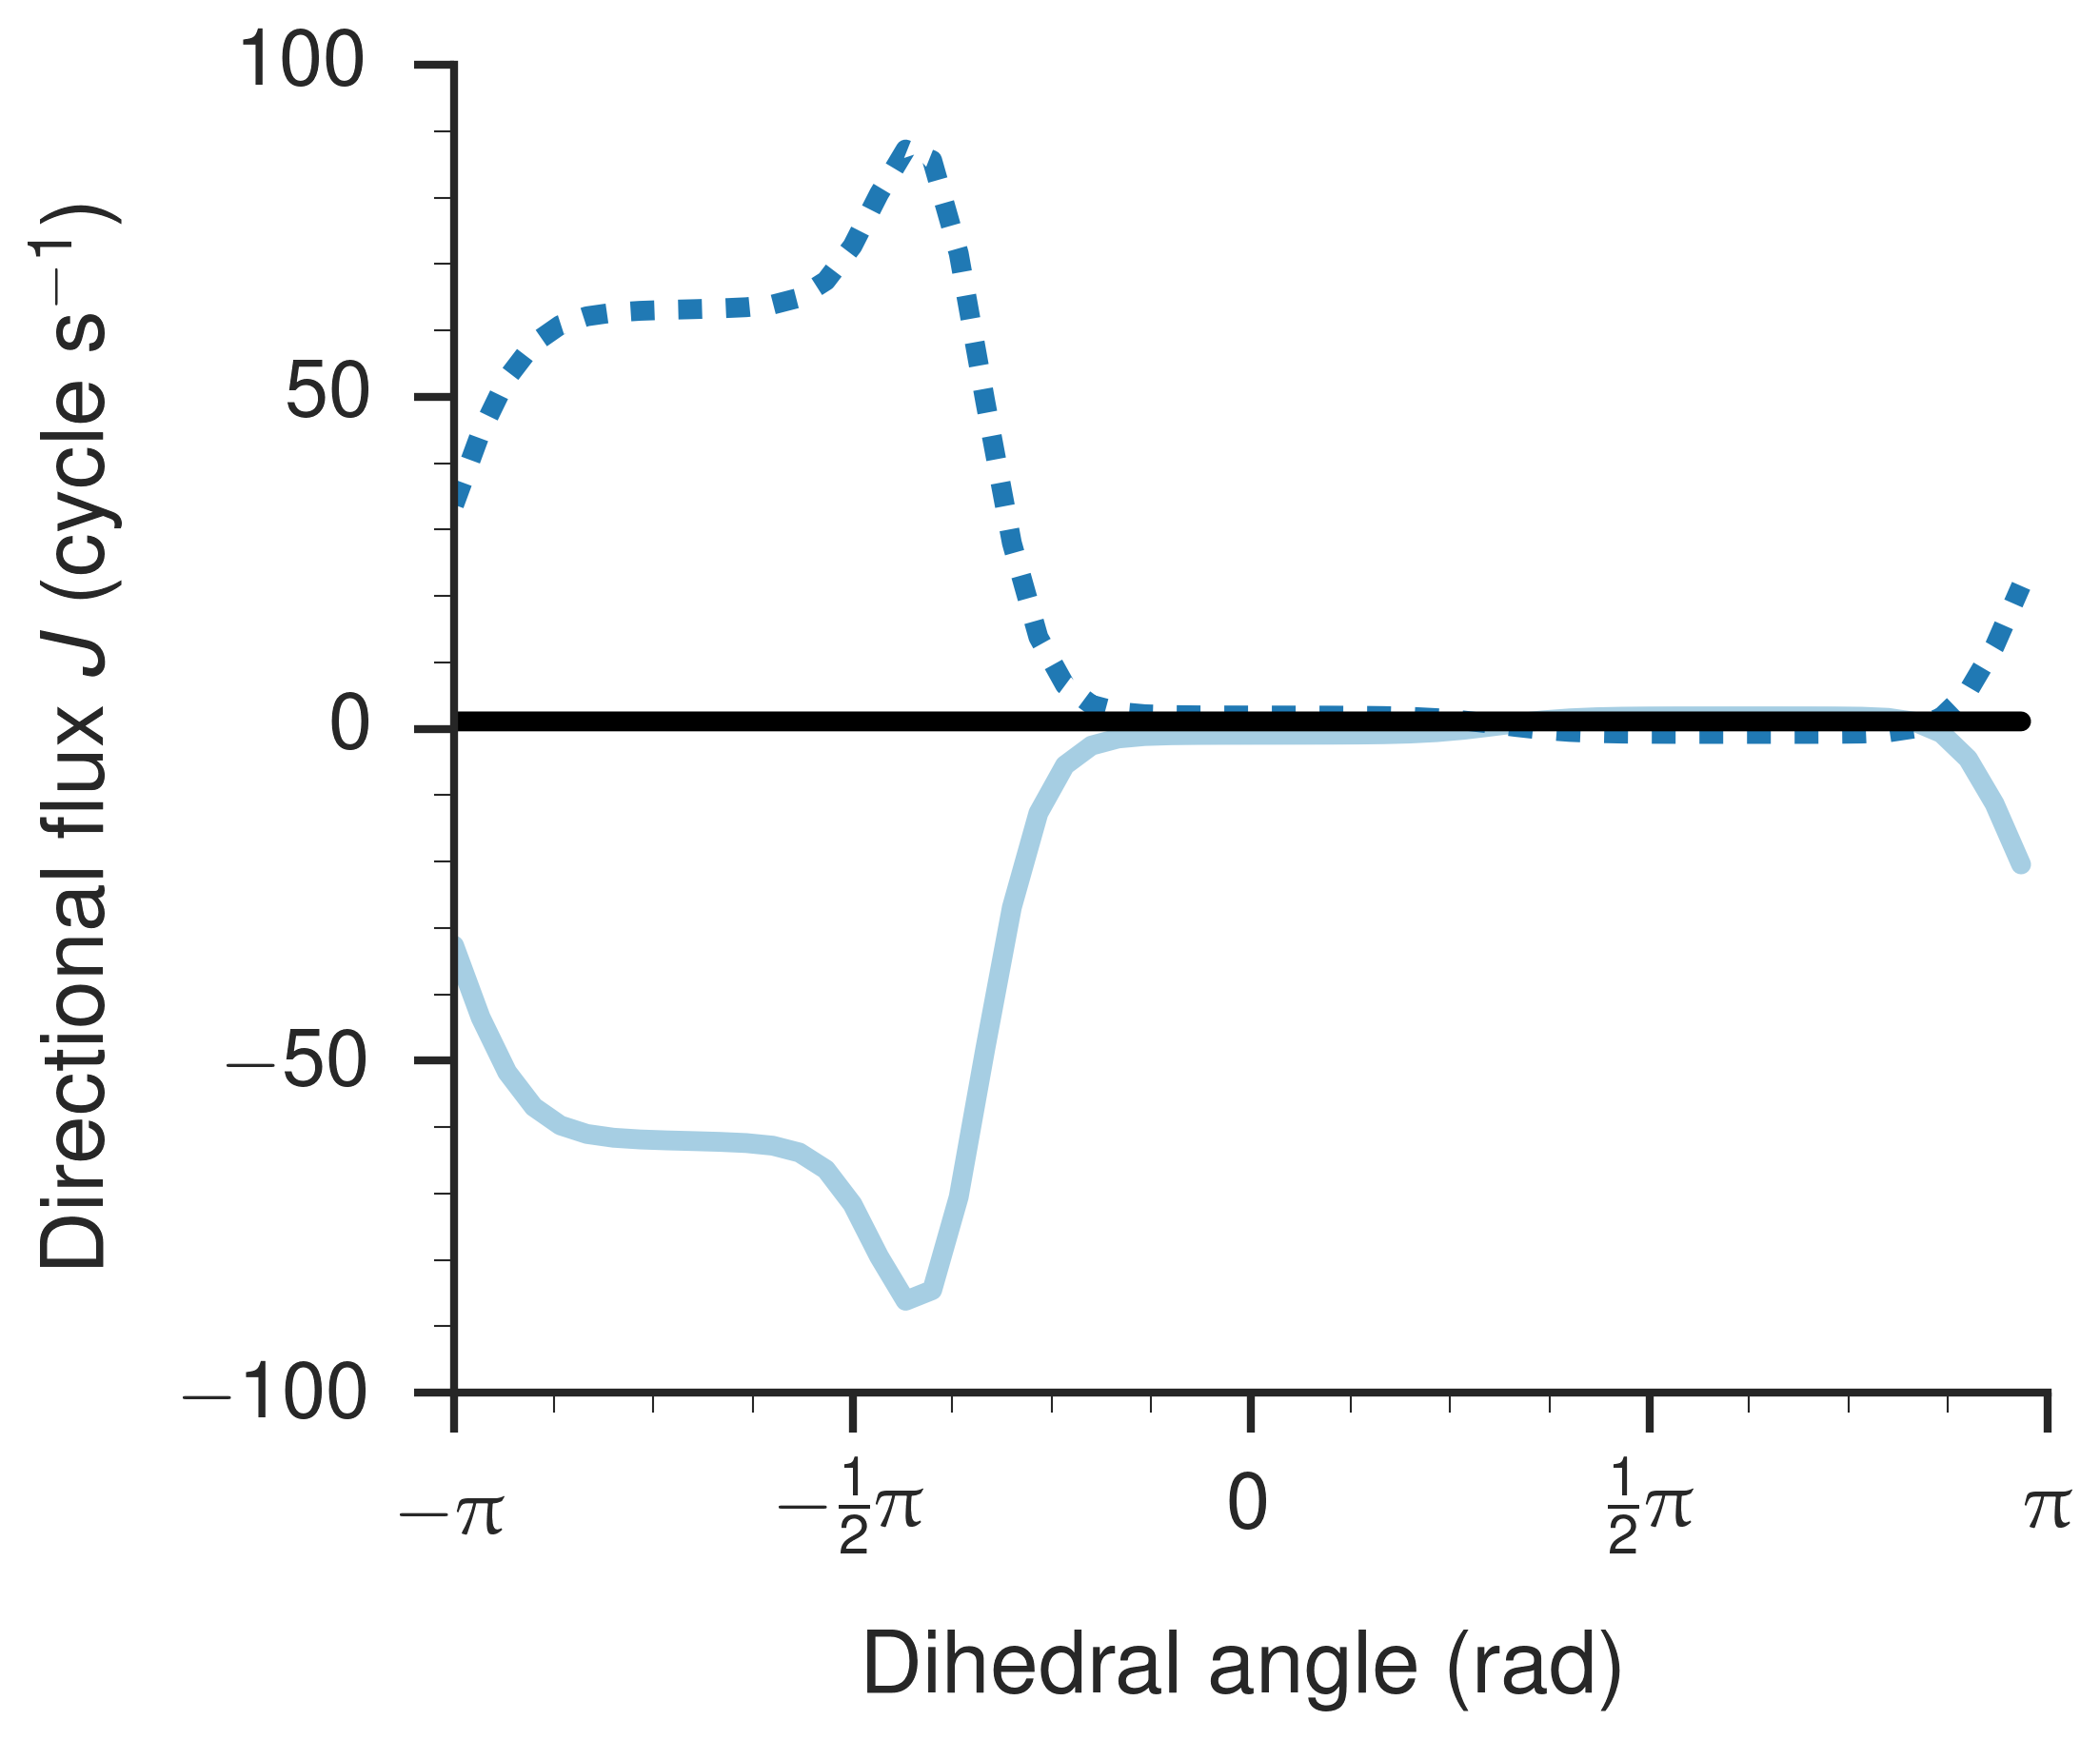 Directional flux J (cycle s⁻¹)
100
50
0
−50
−100
−π
−½π
0
½π
π
Dihedral angle (rad)